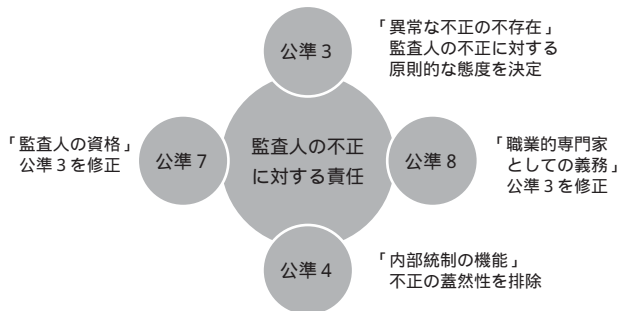 公準3
「異常な不正の不存在」
監査人の不正に対する
原則的な態度を決定
「監査人の資格」
公準3を修正
公準7
監査人の不正
に対する責任
公準8
「職業的専門家
としての義務」
公準3を修正
公準4
「内部統制の機能」
不正の蓋然性を排除